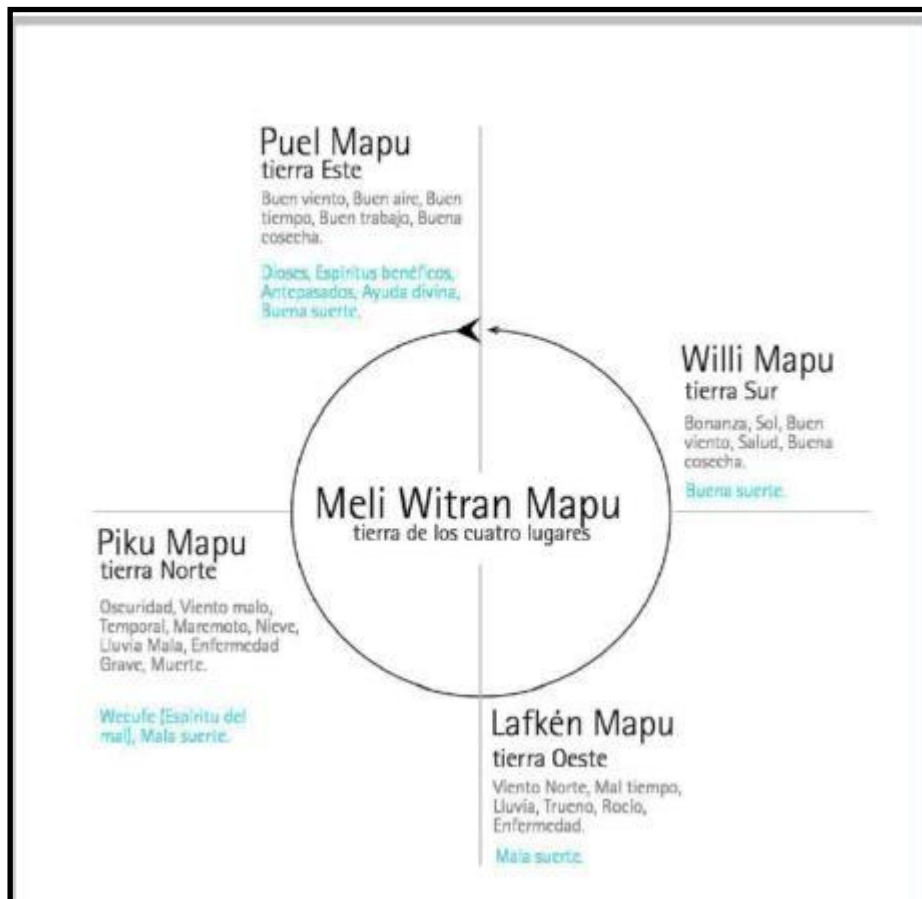 Puel Mapu
tierra Este
Buen viento, Buen aire, Buen
tiempo, Buen trabajo, Buena
cosecha.
Dioses, Espíritus benéficos,
Antepasados, Ayuda divina,
Buena suerte.
Willi Mapu
tierra Sur
Bonanza, Sol, Buen
viento, Salud, Buena
cosecha.
Buena suerte.
Meli Witran Mapu
tierra de los cuatro lugares
Piku Mapu
tierra Norte
Oscuridad, Viento malo,
Temporal, Maremoto, Nieve,
Lluvia Mala, Enfermedad
Grave, Muerte.
Wecufe [Espíritu del
mal], Mala suerte.
Lafkén Mapu
tierra Oeste
Viento Norte, Mal tiempo,
Lluvia, Trueno, Rocío,
Enfermedad.
Mala suerte.